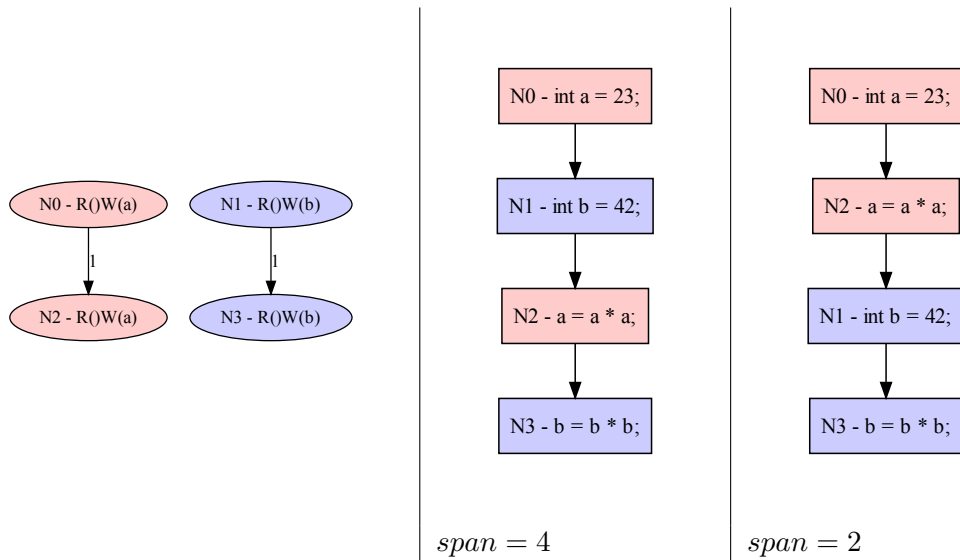 N0 - R()W(a)
N1 - R()W(b)
1
1
N2 - R()W(a)
N3 - R()W(b)
N0 - int a = 23;
N1 - int b = 42;
N2 - a = a * a;
N3 - b = b * b;
span = 4
N0 - int a = 23;
N2 - a = a * a;
N1 - int b = 42;
N3 - b = b * b;
span = 2